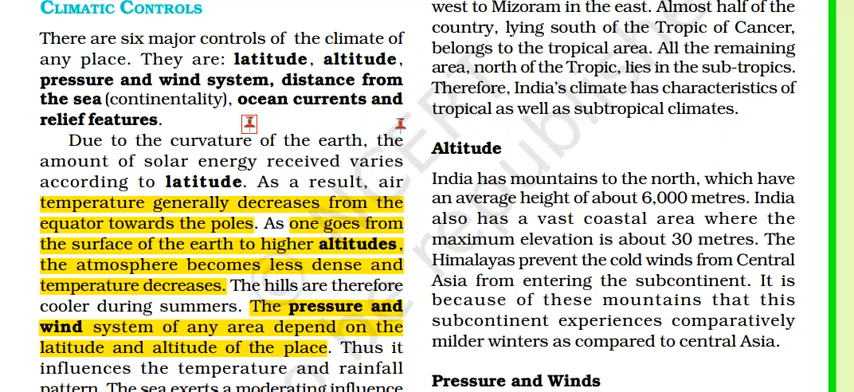 CLIMATIC CONTROLS
There are six major controls of the climate of
any place. They are: latitude, altitude,
pressure and wind system, distance from
the sea (continentality), ocean currents and
relief features.
Due to the curvature of the earth, the
amount of solar energy received varies
according to latitude. As a result, air
temperature generally decreases from the
equator towards the poles. As one goes from
the surface of the earth to higher altitudes,
the atmosphere becomes less dense and
temperature decreases. The hills are therefore
cooler during summers. The pressure and
wind system of any area depend on the
latitude and altitude of the place. Thus it
influences the temperature and rainfall
pattern. The sea exerts a moderating influence
west to Mizoram in the east. Almost half of the
country, lying south of the Tropic of Cancer,
belongs to the tropical area. All the remaining
area, north of the Tropic, lies in the sub-tropics.
Therefore, India's climate has characteristics of
tropical as well as subtropical climates.
Altitude
India has mountains to the north, which have
an average height of about 6,000 metres. India
also has a vast coastal area where the
maximum elevation is about 30 metres. The
Himalayas prevent the cold winds from Central
Asia from entering the subcontinent. It is
because of these mountains that this
subcontinent experiences comparatively
milder winters as compared to central Asia.
Pressure and Winds
© NCERT
be republished